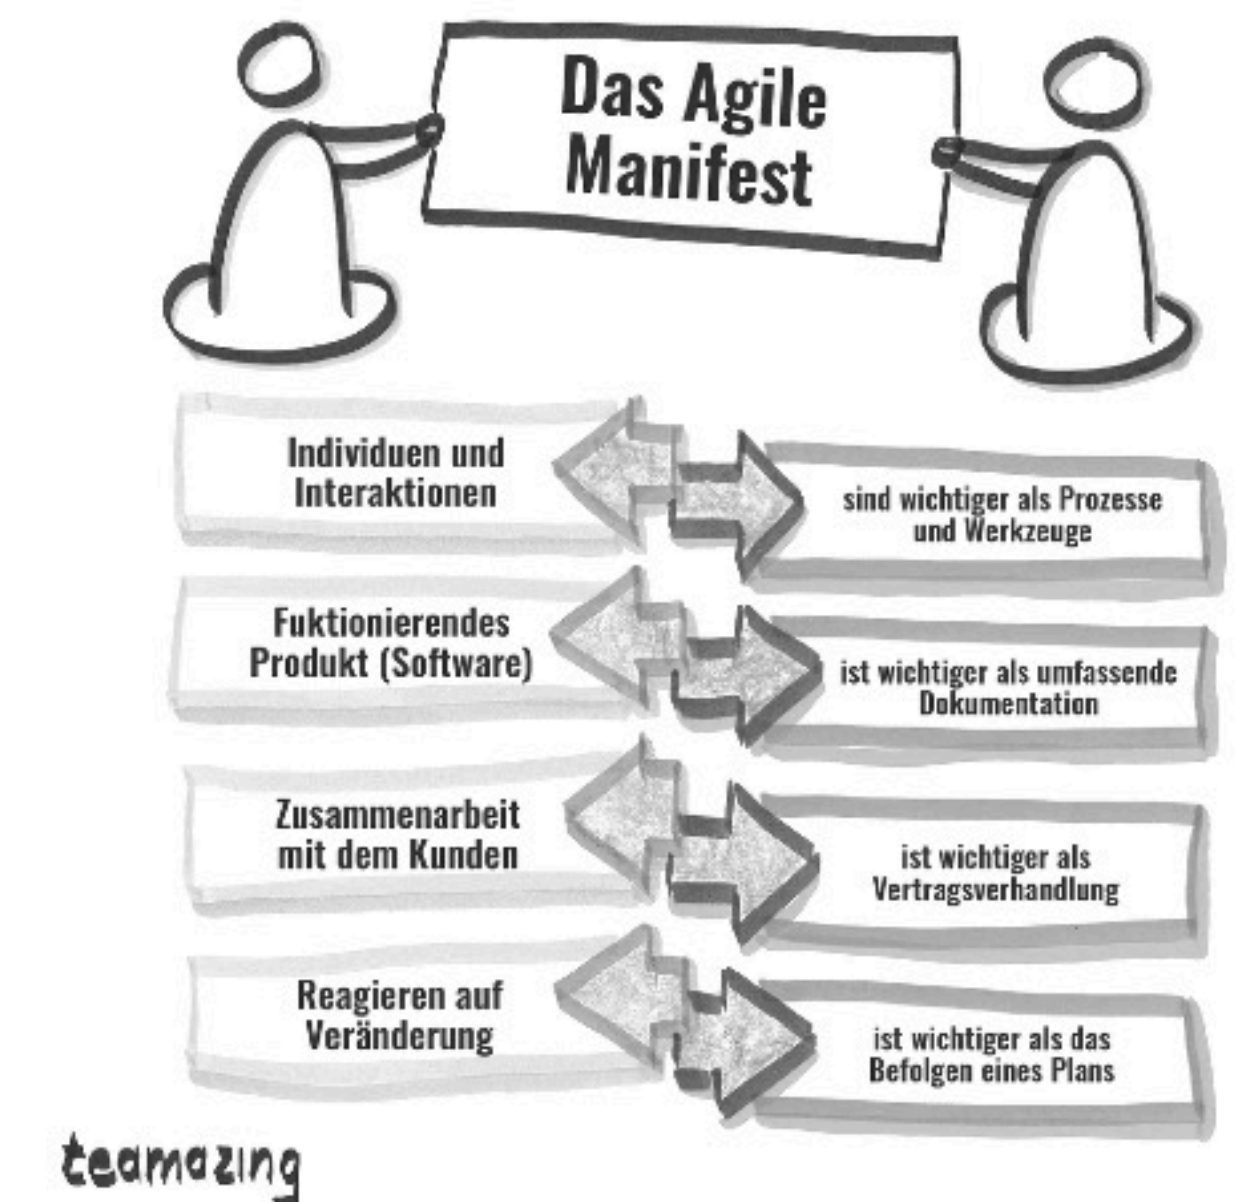 Das Agile
Manifest
Individuen und
Interaktionen
sind wichtiger als Prozesse
und Werkzeuge
Fuktionierendes
Produkt (Software)
ist wichtiger als umfassende
Dokumentation
Zusammenarbeit
mit dem Kunden
ist wichtiger als
Vertragsverhandlung
Reagieren auf
Veränderung
ist wichtiger als das
Befolgen eines Plans
teamazing